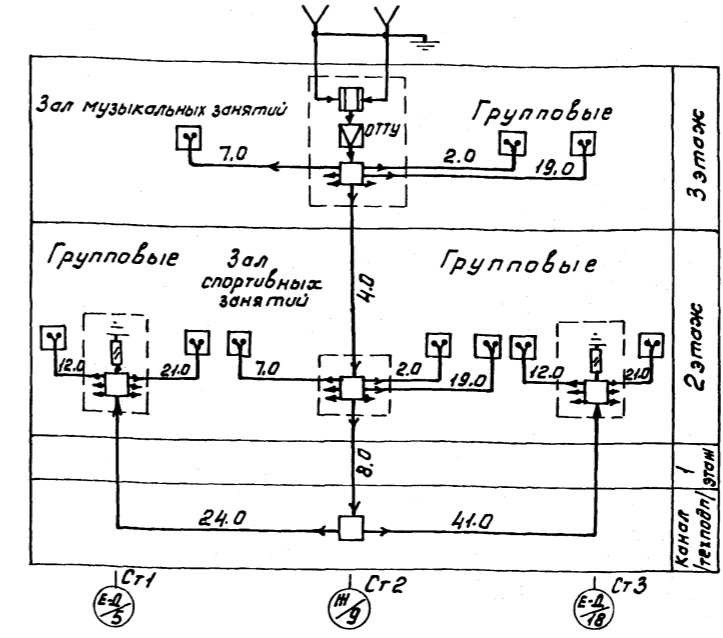 Зал музыкальных занятий
ДТТУ
Групповые
7.0
2.0
19.0
3 этаж
Групповые
Зал
спортивных
занятий
Групповые
4.0
12.0
21.0
7.0
2.0
19.0
12.0
21.0
2 этаж
8.0
1
этаж
24.0
41.0
канал
/техподп/
Ст1
Ст2
Ст3
Е-Д
5
Ж
9
Е-Д
18